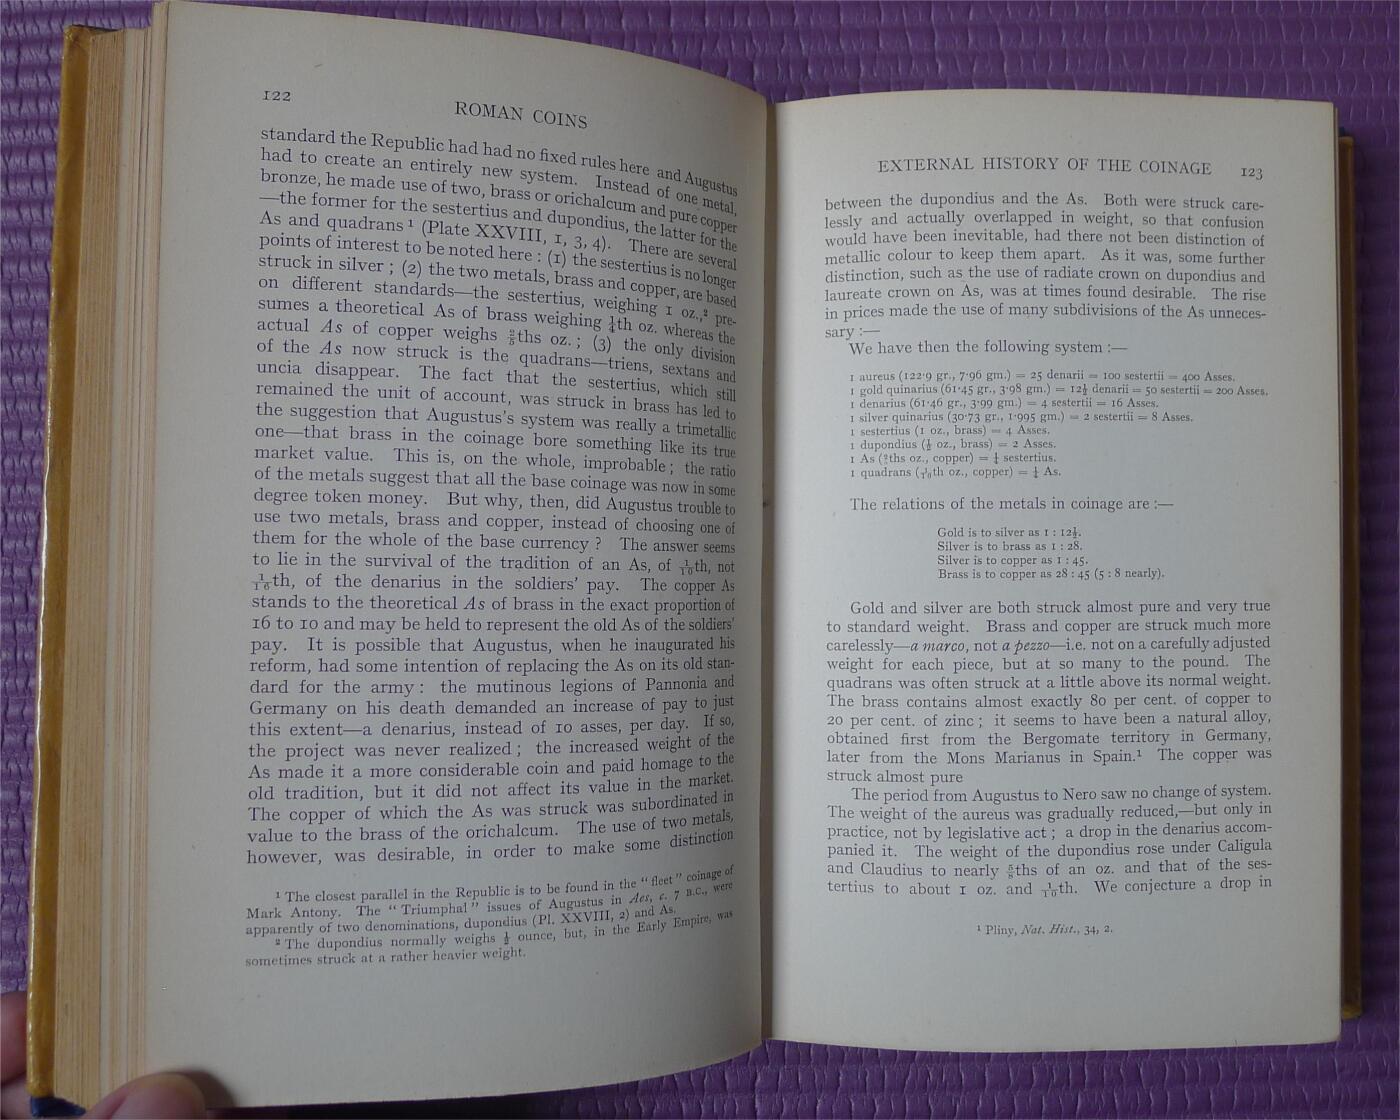 122
ROMAN COINS
standard the Republic had had no fixed rules here and Augustus
had to create an entirely new system. Instead of one metal,
bronze, he made use of two, brass or orichalcum and pure copper
—the former for the sestertius and dupondius, the latter for the
As and quadrans ¹ (Plate XXVIII, 1, 3, 4). There are several
points of interest to be noted here : (1) the sestertius is no longer
struck in silver ; (2) the two metals, brass and copper, are based
on different standards—the sestertius, weighing 1 oz.,² pre-
sumes a theoretical As of brass weighing ¼th oz. whereas the
actual As of copper weighs ⅖ths oz. ; (3) the only division
of the As now struck is the quadrans—triens, sextans and
uncia disappear. The fact that the sestertius, which still
remained the unit of account, was struck in brass has led to
the suggestion that Augustus's system was really a trimetallic
one—that brass in the coinage bore something like its true
market value. This is, on the whole, improbable ; the ratio
of the metals suggest that all the base coinage was now in some
degree token money. But why, then, did Augustus trouble to
use two metals, brass and copper, instead of choosing one of
them for the whole of the base currency ? The answer seems
to lie in the survival of the tradition of an As, of 1/10th, not
1/16th, of the denarius in the soldiers' pay. The copper As
stands to the theoretical As of brass in the exact proportion of
16 to 10 and may be held to represent the old As of the soldiers'
pay. It is possible that Augustus, when he inaugurated his
reform, had some intention of replacing the As on its old stan-
dard for the army : the mutinous legions of Pannonia and
Germany on his death demanded an increase of pay to just
this extent—a denarius, instead of 10 asses, per day. If so,
the project was never realized ; the increased weight of the
As made it a more considerable coin and paid homage to the
old tradition, but it did not affect its value in the market.
The copper of which the As was struck was subordinated in
value to the brass of the orichalcum. The use of two metals,
however, was desirable, in order to make some distinction
¹ The closest parallel in the Republic is to be found in the " fleet " coinage of
Mark Antony. The " Triumphal " issues of Augustus in Aes, c. 7 B.C., were
apparently of two denominations, dupondius (Pl. XXVIII, 2) and As.
² The dupondius normally weighs ½ ounce, but, in the Early Empire, was
sometimes struck at a rather heavier weight.
EXTERNAL HISTORY OF THE COINAGE 123
between the dupondius and the As. Both were struck care-
lessly and actually overlapped in weight, so that confusion
would have been inevitable, had there not been distinction of
metallic colour to keep them apart. As it was, some further
distinction, such as the use of radiate crown on dupondius and
laureate crown on As, was at times found desirable. The rise
in prices made the use of many subdivisions of the As unneces-
sary :—
We have then the following system :—
1 aureus (122·9 gr., 7·96 gm.) = 25 denarii = 100 sestertii = 400 Asses.
1 gold quinarius (61·45 gr., 3·98 gm.) = 12½ denarii = 50 sestertii = 200 Asses.
1 denarius (61·46 gr., 3·99 gm.) = 4 sestertii = 16 Asses.
1 silver quinarius (30·73 gr., 1·995 gm.) = 2 sestertii = 8 Asses.
1 sestertius (1 oz., brass) = 4 Asses.
1 dupondius (½ oz., brass) = 2 Asses.
1 As (⅖ths oz., copper) = ¼ sestertius.
1 quadrans (1/10th oz., copper) = ¼ As.
The relations of the metals in coinage are :—
Gold is to silver as 1 : 12½.
Silver is to brass as 1 : 28.
Silver is to copper as 1 : 45.
Brass is to copper as 28 : 45 (5 : 8 nearly).
Gold and silver are both struck almost pure and very true
to standard weight. Brass and copper are struck much more
carelessly—a marco, not a pezzo—i.e. not on a carefully adjusted
weight for each piece, but at so many to the pound. The
quadrans was often struck at a little above its normal weight.
The brass contains almost exactly 80 per cent. of copper to
20 per cent. of zinc ; it seems to have been a natural alloy,
obtained first from the Bergomate territory in Germany,
later from the Mons Marianus in Spain.¹ The copper was
struck almost pure
The period from Augustus to Nero saw no change of system.
The weight of the aureus was gradually reduced,—but only in
practice, not by legislative act ; a drop in the denarius accom-
panied it. The weight of the dupondius rose under Caligula
and Claudius to nearly ⅝ths of an oz. and that of the ses-
tertius to about 1 oz. and 1/10th. We conjecture a drop in
¹ Pliny, Nat. Hist., 34, 2.